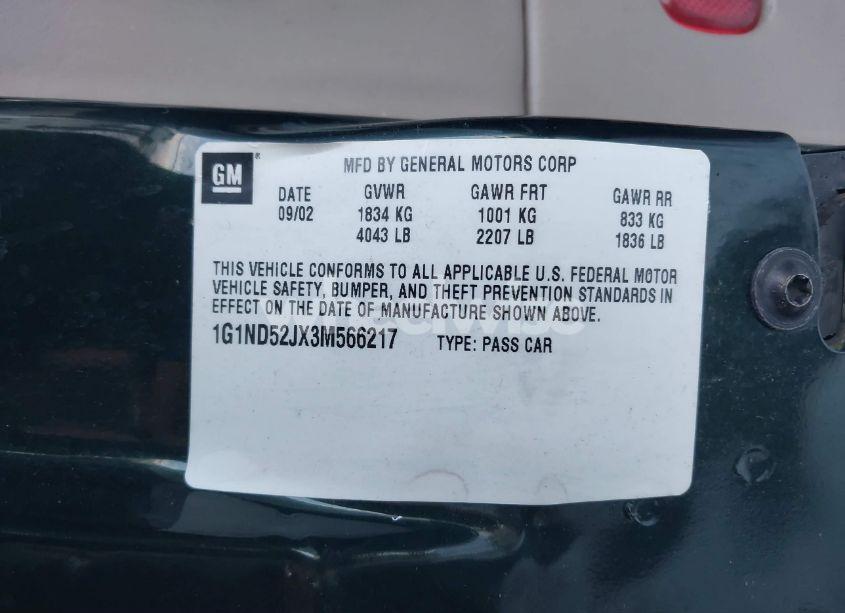 GM ® MFD BY GENERAL MOTORS CORP
DATE GVWR GAWR FRT GAWR RR
09/02 1834 KG 1001 KG 833 KG
4043 LB 2207 LB 1836 LB
THIS VEHICLE CONFORMS TO ALL APPLICABLE U.S. FEDERAL MOTOR
VEHICLE SAFETY, BUMPER, AND THEFT PREVENTION STANDARDS IN
EFFECT ON THE DATE OF MANUFACTURE SHOWN ABOVE.
1G1ND52JX3M566217 TYPE: PASS CAR